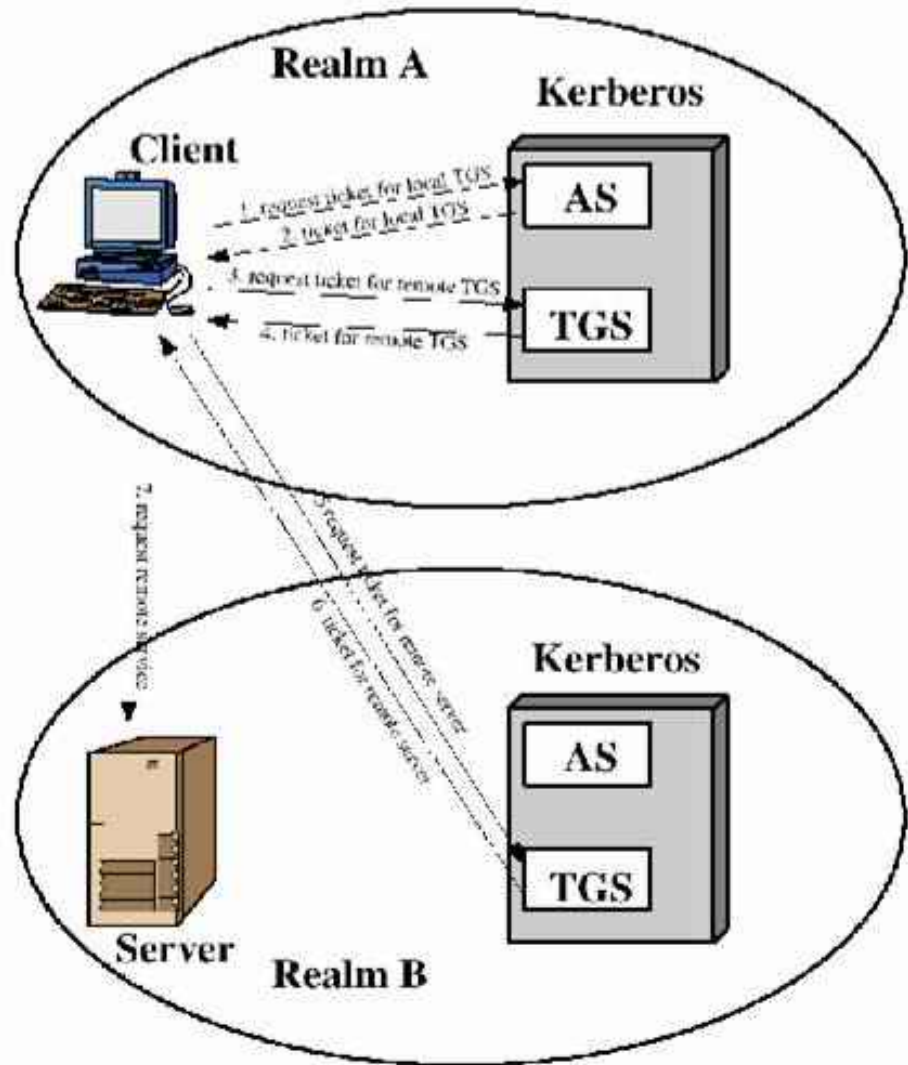 Realm A
Kerberos
Client
1. request ticket for local TGS
AS
2. ticket for local TGS
3. request ticket for remote TGS
TGS
4. ticket for remote TGS
5 request ticket for remote server
7. request remote service
6. ticket for remote server
Kerberos
AS
TGS
Server
Realm B